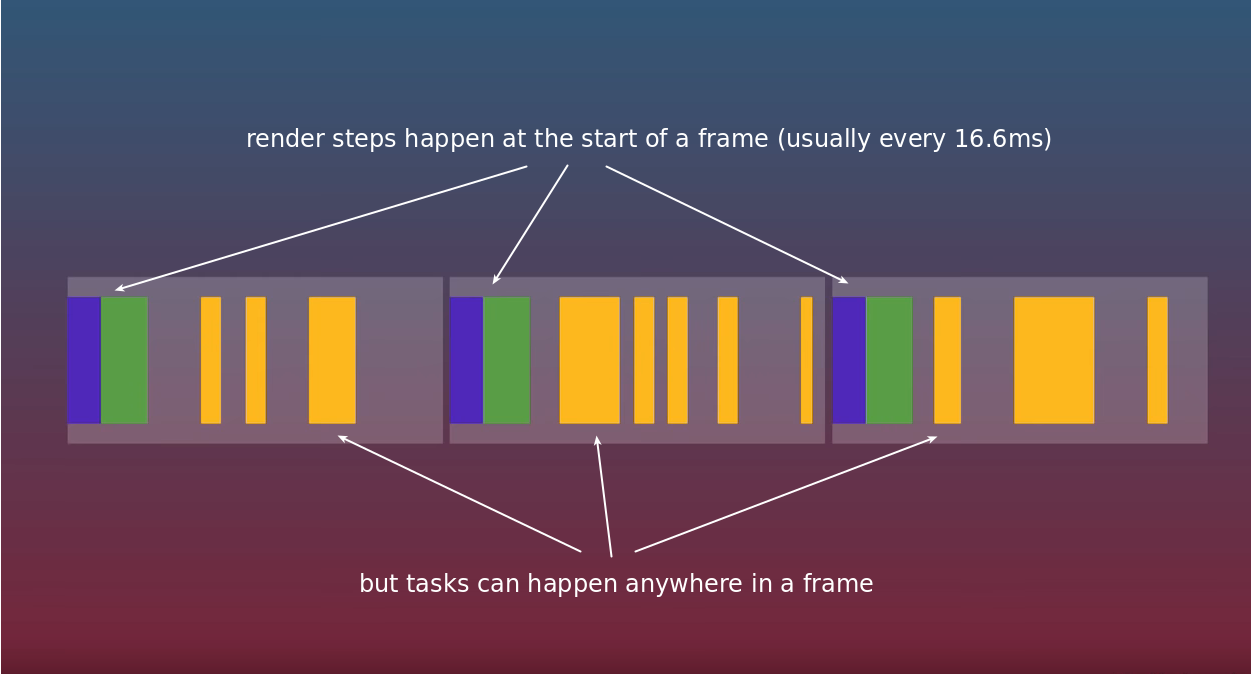 render steps happen at the start of a frame (usually every 16.6ms)
but tasks can happen anywhere in a frame